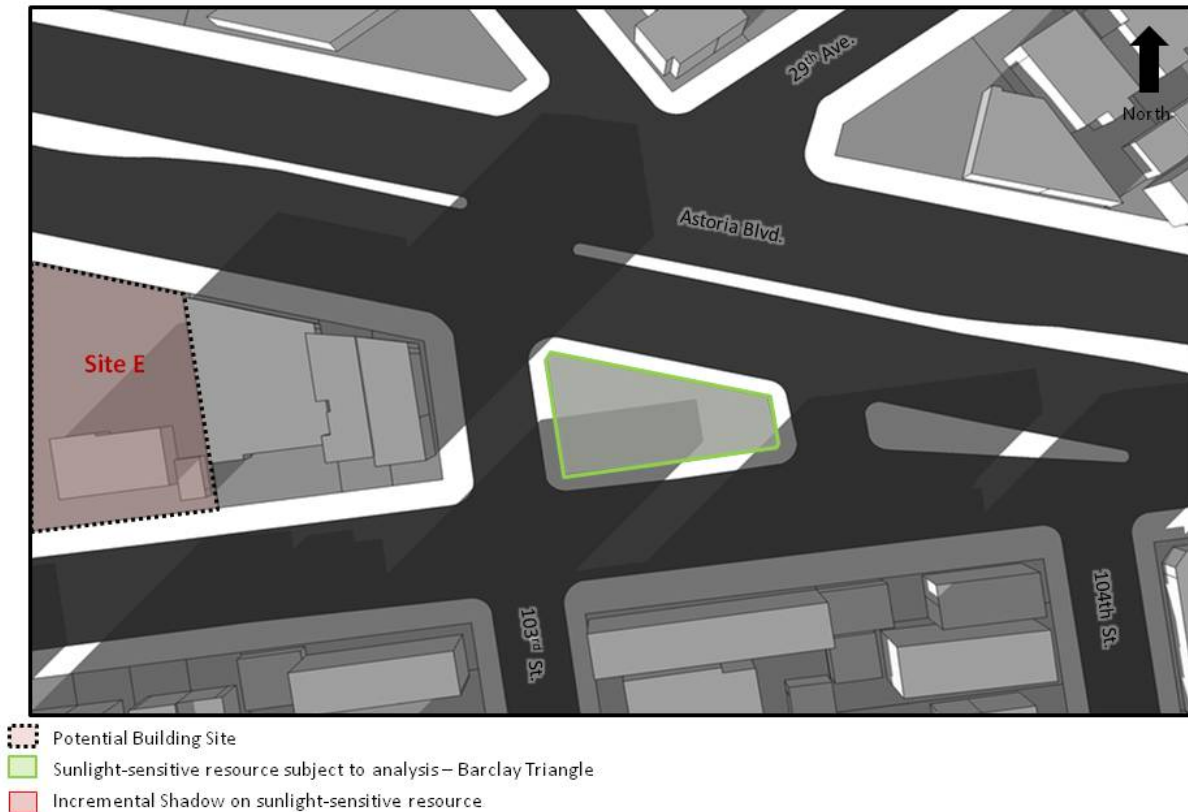 29th Ave.
North
Astoria Blvd.
Site E
103rd St.
104th St.
Potential Building Site
Sunlight-sensitive resource subject to analysis – Barclay Triangle
Incremental Shadow on sunlight-sensitive resource